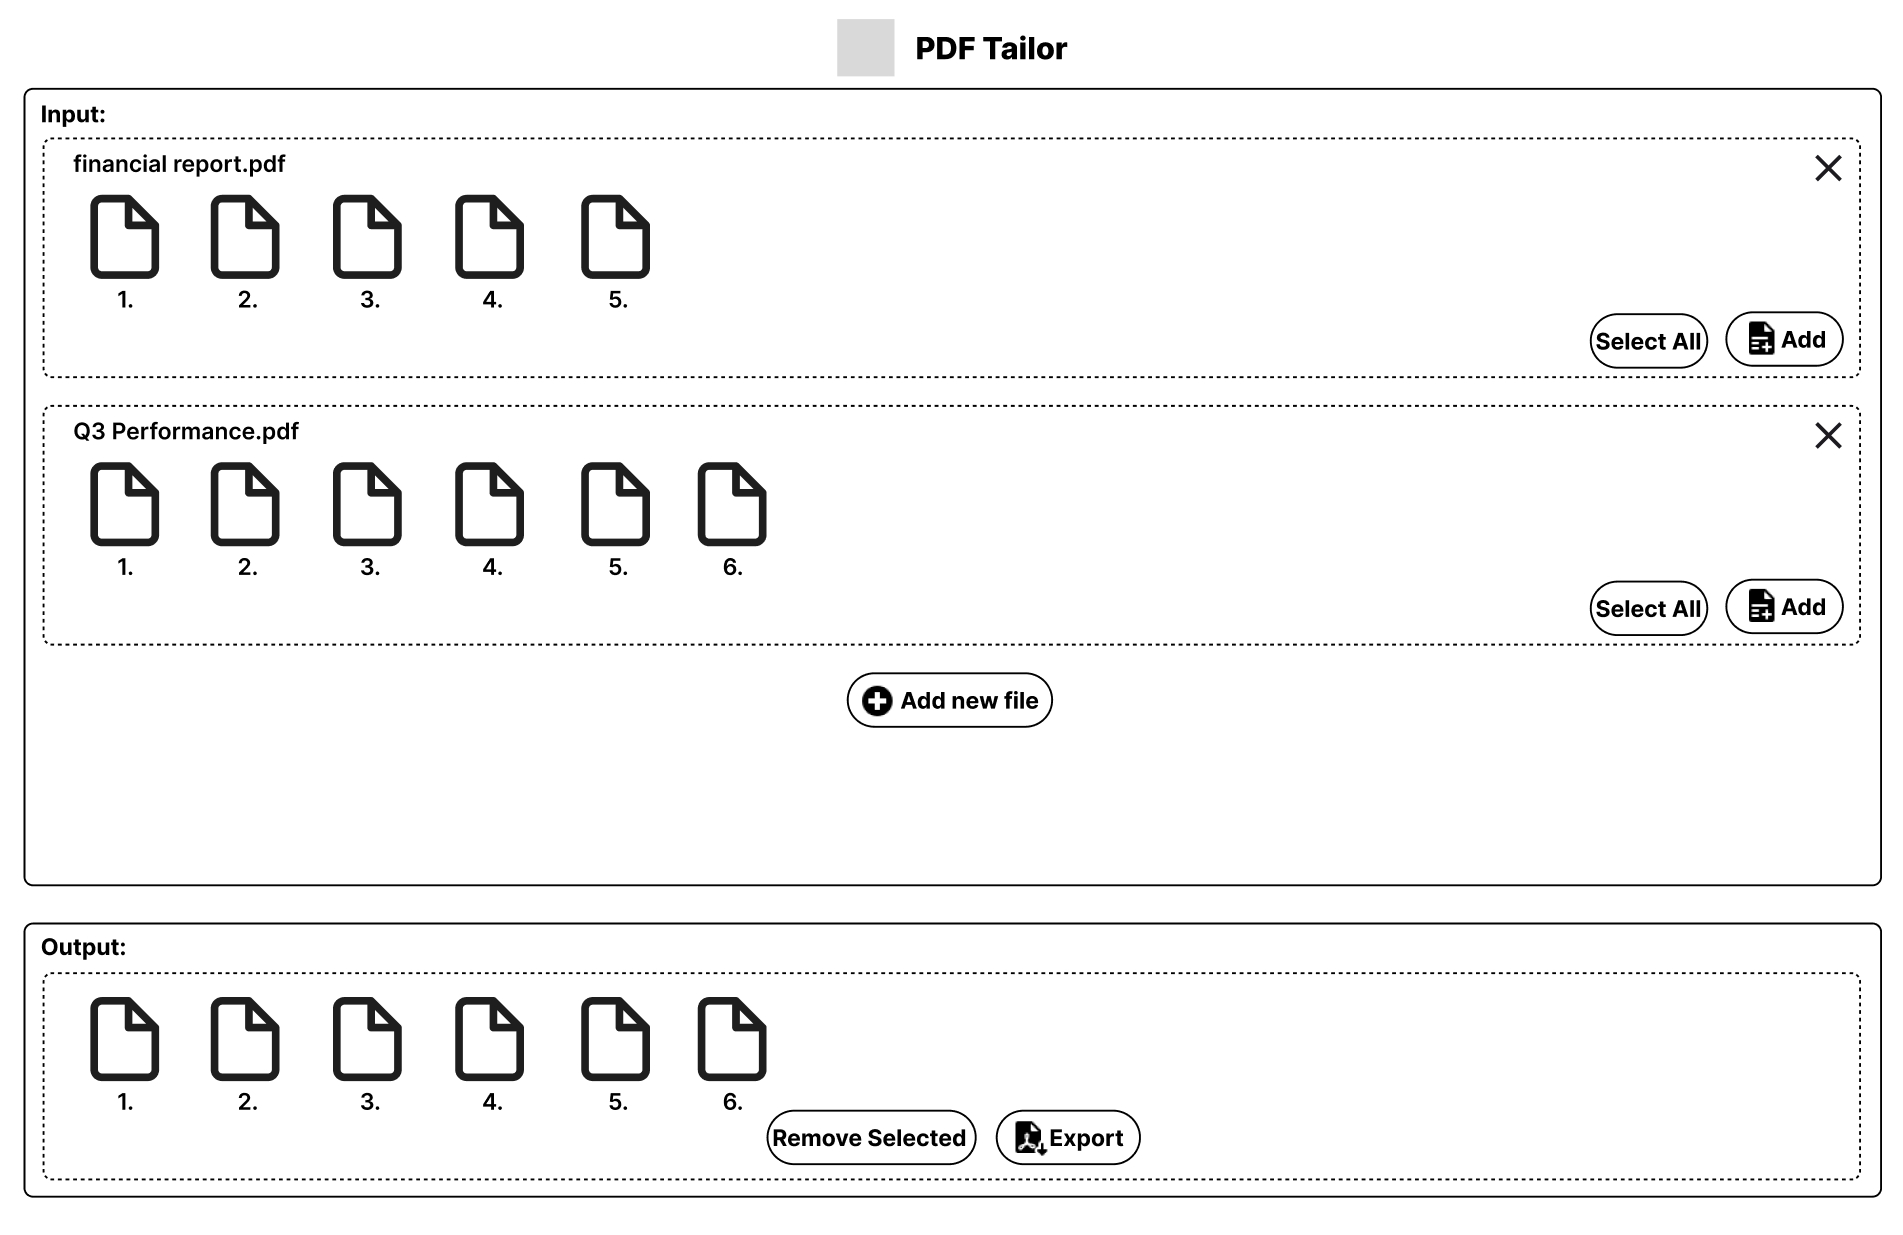 PDF Tailor
Input:
financial report.pdf
1. 2. 3. 4. 5.
Select All Add
Q3 Performance.pdf
1. 2. 3. 4. 5. 6.
Select All Add
Add new file
Output:
1. 2. 3. 4. 5. 6.
Remove Selected Export